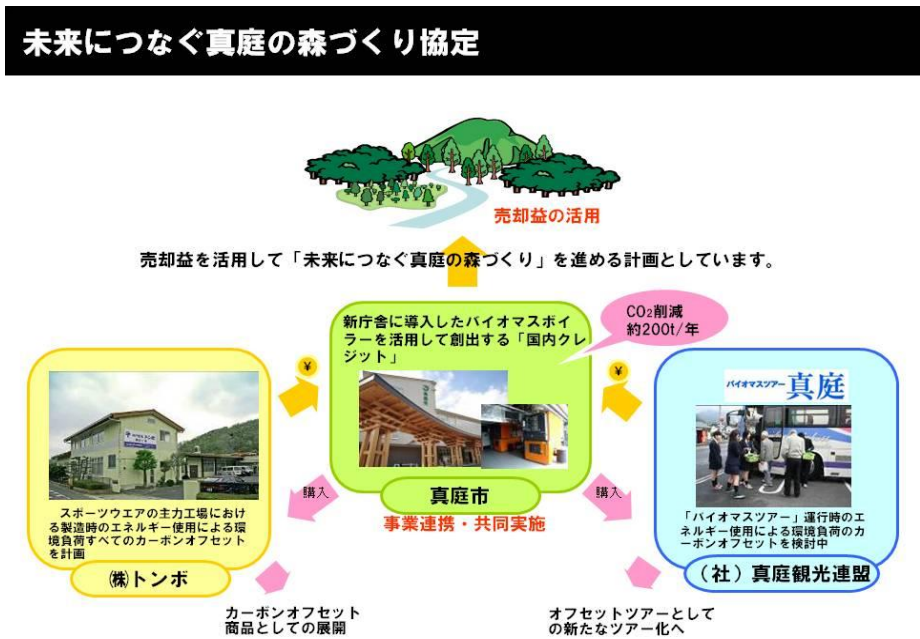 未来につなぐ真庭の森づくり協定
売却益の活用
売却益を活用して「未来につなぐ真庭の森づくり」を進める計画としています。
CO₂削減
約200t/年
新庁舎に導入したバイオマスボイ
ラーを活用して創出する「国内クレ
ジット」
¥
¥
バイオマスツアー 真庭
購入
購入
真庭市
事業連携・共同実施
スポーツウエアの主力工場におけ
る製造時のエネルギー使用による環
境負荷すべてのカーボンオフセット
を計画
㈱トンボ
「バイオマスツアー」運行時のエ
ネルギー使用による環境負荷のカ
ーボンオフセットを検討中
(社)真庭観光連盟
カーボンオフセット
商品としての展開
オフセットツアーとして
の新たなツアー化へ